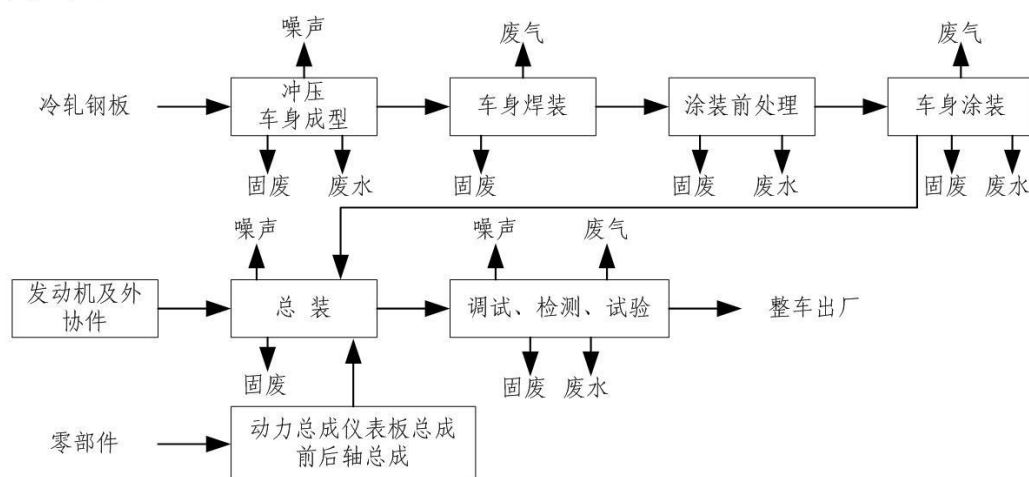 噪声
废气
废气
冷轧钢板
冲压
车身成型
车身焊装
涂装前处理
车身涂装
固废
废水
固废
固废
废水
固废
废水
噪声
噪声
废气
发动机及外
协件
总装
调试、检测、试验
整车出厂
固废
固废
废水
零部件
动力总成仪表板总成
前后轴总成